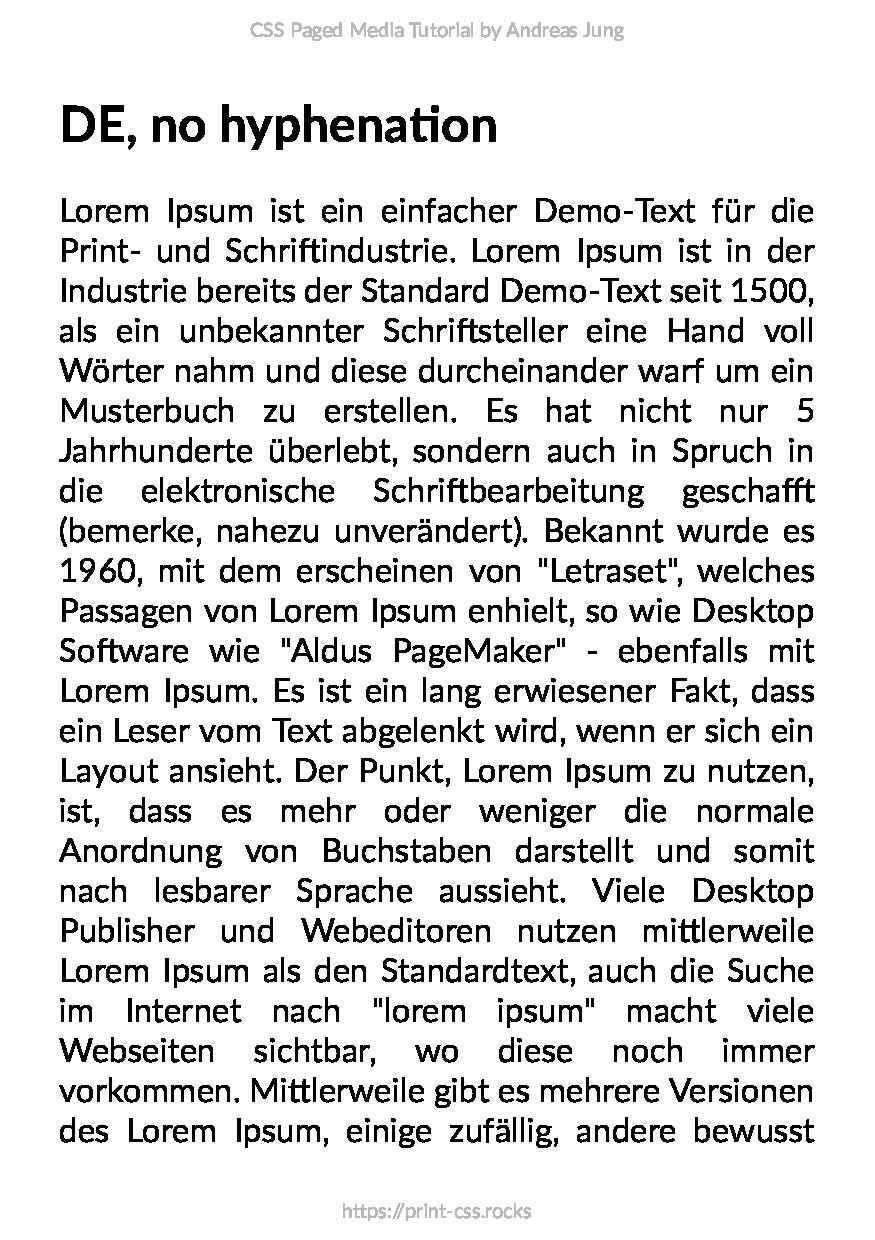 CSS Paged Media Tutorial by Andreas Jung
DE, no hyphenation
Lorem Ipsum ist ein einfacher Demo-Text für die
Print- und Schriftindustrie. Lorem Ipsum ist in der
Industrie bereits der Standard Demo-Text seit 1500,
als ein unbekannter Schriftsteller eine Hand voll
Wörter nahm und diese durcheinander warf um ein
Musterbuch zu erstellen. Es hat nicht nur 5
Jahrhunderte überlebt, sondern auch in Spruch in
die elektronische Schriftbearbeitung geschafft
(bemerke, nahezu unverändert). Bekannt wurde es
1960, mit dem erscheinen von "Letraset", welches
Passagen von Lorem Ipsum enhielt, so wie Desktop
Software wie "Aldus PageMaker" - ebenfalls mit
Lorem Ipsum. Es ist ein lang erwiesener Fakt, dass
ein Leser vom Text abgelenkt wird, wenn er sich ein
Layout ansieht. Der Punkt, Lorem Ipsum zu nutzen,
ist, dass es mehr oder weniger die normale
Anordnung von Buchstaben darstellt und somit
nach lesbarer Sprache aussieht. Viele Desktop
Publisher und Webeditoren nutzen mittlerweile
Lorem Ipsum als den Standardtext, auch die Suche
im Internet nach "lorem ipsum" macht viele
Webseiten sichtbar, wo diese noch immer
vorkommen. Mittlerweile gibt es mehrere Versionen
des Lorem Ipsum, einige zufällig, andere bewusst
https://print-css.rocks